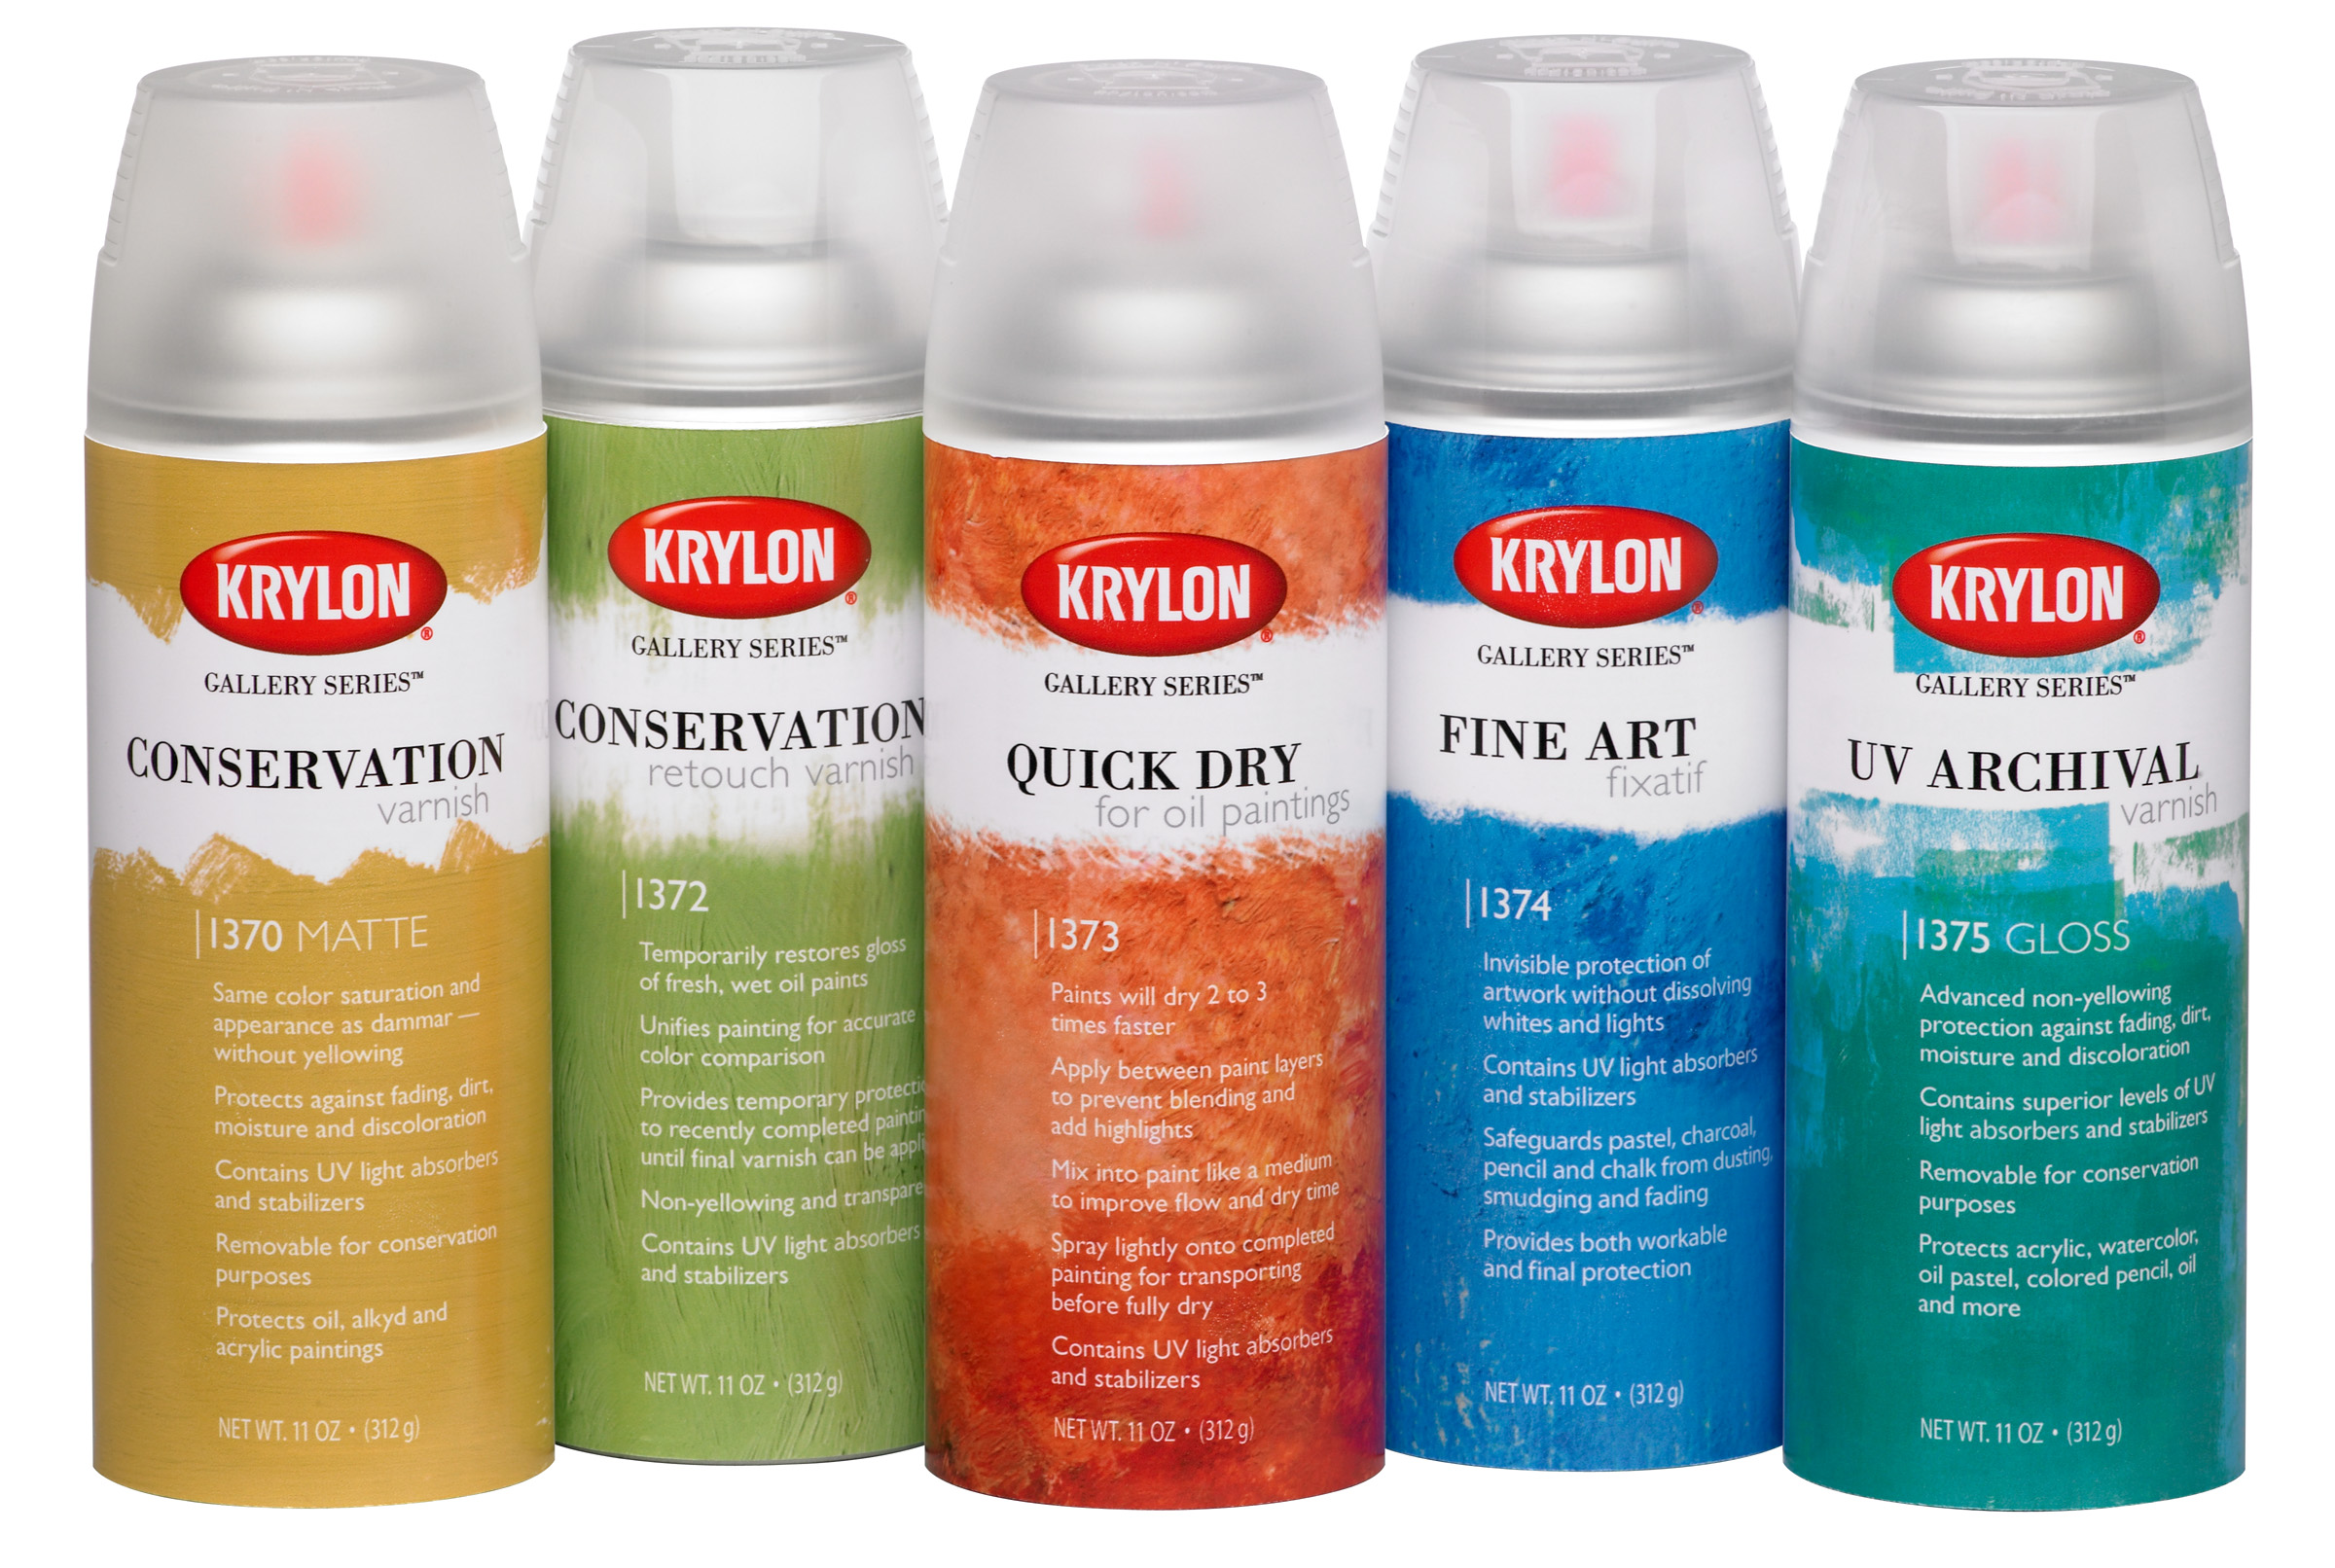 KRYLON
®
GALLERY SERIES™
CONSERVATION
varnish
1370 MATTE
Same color saturation and
appearance as dammar —
without yellowing
Protects against fading, dirt,
moisture and discoloration
Contains UV light absorbers
and stabilizers
Removable for conservation
purposes
Protects oil, alkyd and
acrylic paintings
NET WT. 11 OZ • (312 g)
KRYLON
®
GALLERY SERIES™
CONSERVATION
retouch varnish
1372
Temporarily restores gloss
of fresh, wet oil paints
Unifies painting for accurate
color comparison
Provides temporary
to recently completed
until final varnish can be
Non-yellowing and
Contains UV light absorbers
and stabilizers
NET WT. 11 OZ • (312 g)
KRYLON
®
GALLERY SERIES™
QUICK DRY
for oil paintings
1373
Paints will dry 2 to 3
times faster
Apply between paint layers
to prevent blending and
add highlights
Mix into paint like a medium
to improve flow and dry time
Spray lightly onto completed
painting for transporting
before fully dry
Contains UV light absorbers
and stabilizers
NET WT. 11 OZ • (312 g)
KRYLON
®
GALLERY SERIES™
FINE ART
fixatif
1374
Invisible protection of
artwork without dissolving
whites and lights
Contains UV light absorbers
and stabilizers
Safeguards pastel, charcoal,
pencil and chalk from dusting,
smudging and fading
Provides both workable
and final protection
NET WT. 11 OZ • (312 g)
KRYLON
®
GALLERY SERIES™
UV ARCHIVAL
varnish
1375 GLOSS
Advanced non-yellowing
protection against fading, dirt,
moisture and discoloration
Contains superior levels of UV
light absorbers and stabilizers
Removable for conservation
purposes
Protects acrylic, watercolor,
oil pastel, colored pencil, oil
and more
NET WT. 11 OZ • (312 g)